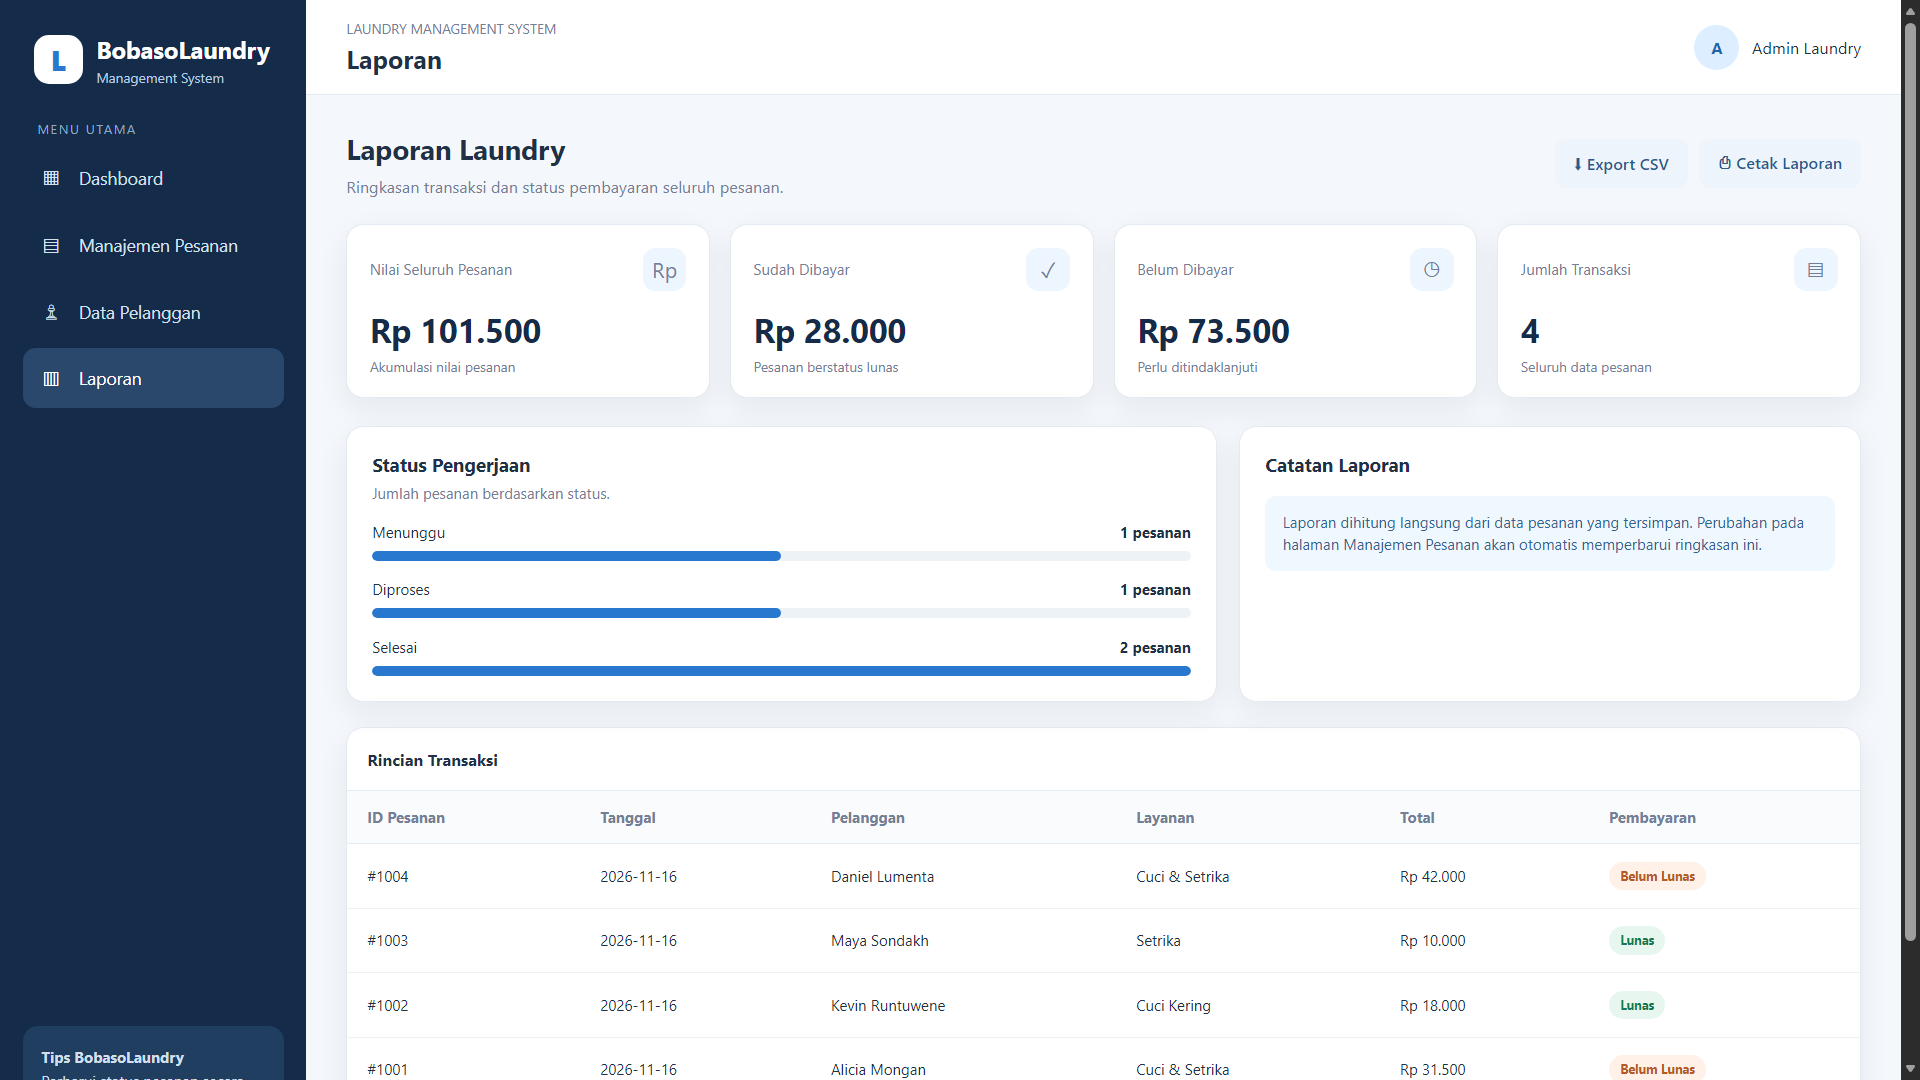 L
BobasoLaundry
Management System
MENU UTAMA
Dashboard
Manajemen Pesanan
Data Pelanggan
Laporan
Tips BobasoLaundry
LAUNDRY MANAGEMENT SYSTEM
Laporan
A
Admin Laundry
Laporan Laundry
Ringkasan transaksi dan status pembayaran seluruh pesanan.
⬇ Export CSV
⎙ Cetak Laporan
Nilai Seluruh Pesanan
Rp
Rp 101.500
Akumulasi nilai pesanan
Sudah Dibayar
✓
Rp 28.000
Pesanan berstatus lunas
Belum Dibayar
Rp 73.500
Perlu ditindaklanjuti
Jumlah Transaksi
4
Seluruh data pesanan
Status Pengerjaan
Jumlah pesanan berdasarkan status.
Menunggu 1 pesanan
Diproses 1 pesanan
Selesai 2 pesanan
Catatan Laporan
Laporan dihitung langsung dari data pesanan yang tersimpan. Perubahan pada
halaman Manajemen Pesanan akan otomatis memperbarui ringkasan ini.
Rincian Transaksi
ID Pesanan Tanggal Pelanggan Layanan Total Pembayaran
#1004 2026-11-16 Daniel Lumenta Cuci & Setrika Rp 42.000 Belum Lunas
#1003 2026-11-16 Maya Sondakh Setrika Rp 10.000 Lunas
#1002 2026-11-16 Kevin Runtuwene Cuci Kering Rp 18.000 Lunas
#1001 2026-11-16 Alicia Mongan Cuci & Setrika Rp 31.500 Belum Lunas